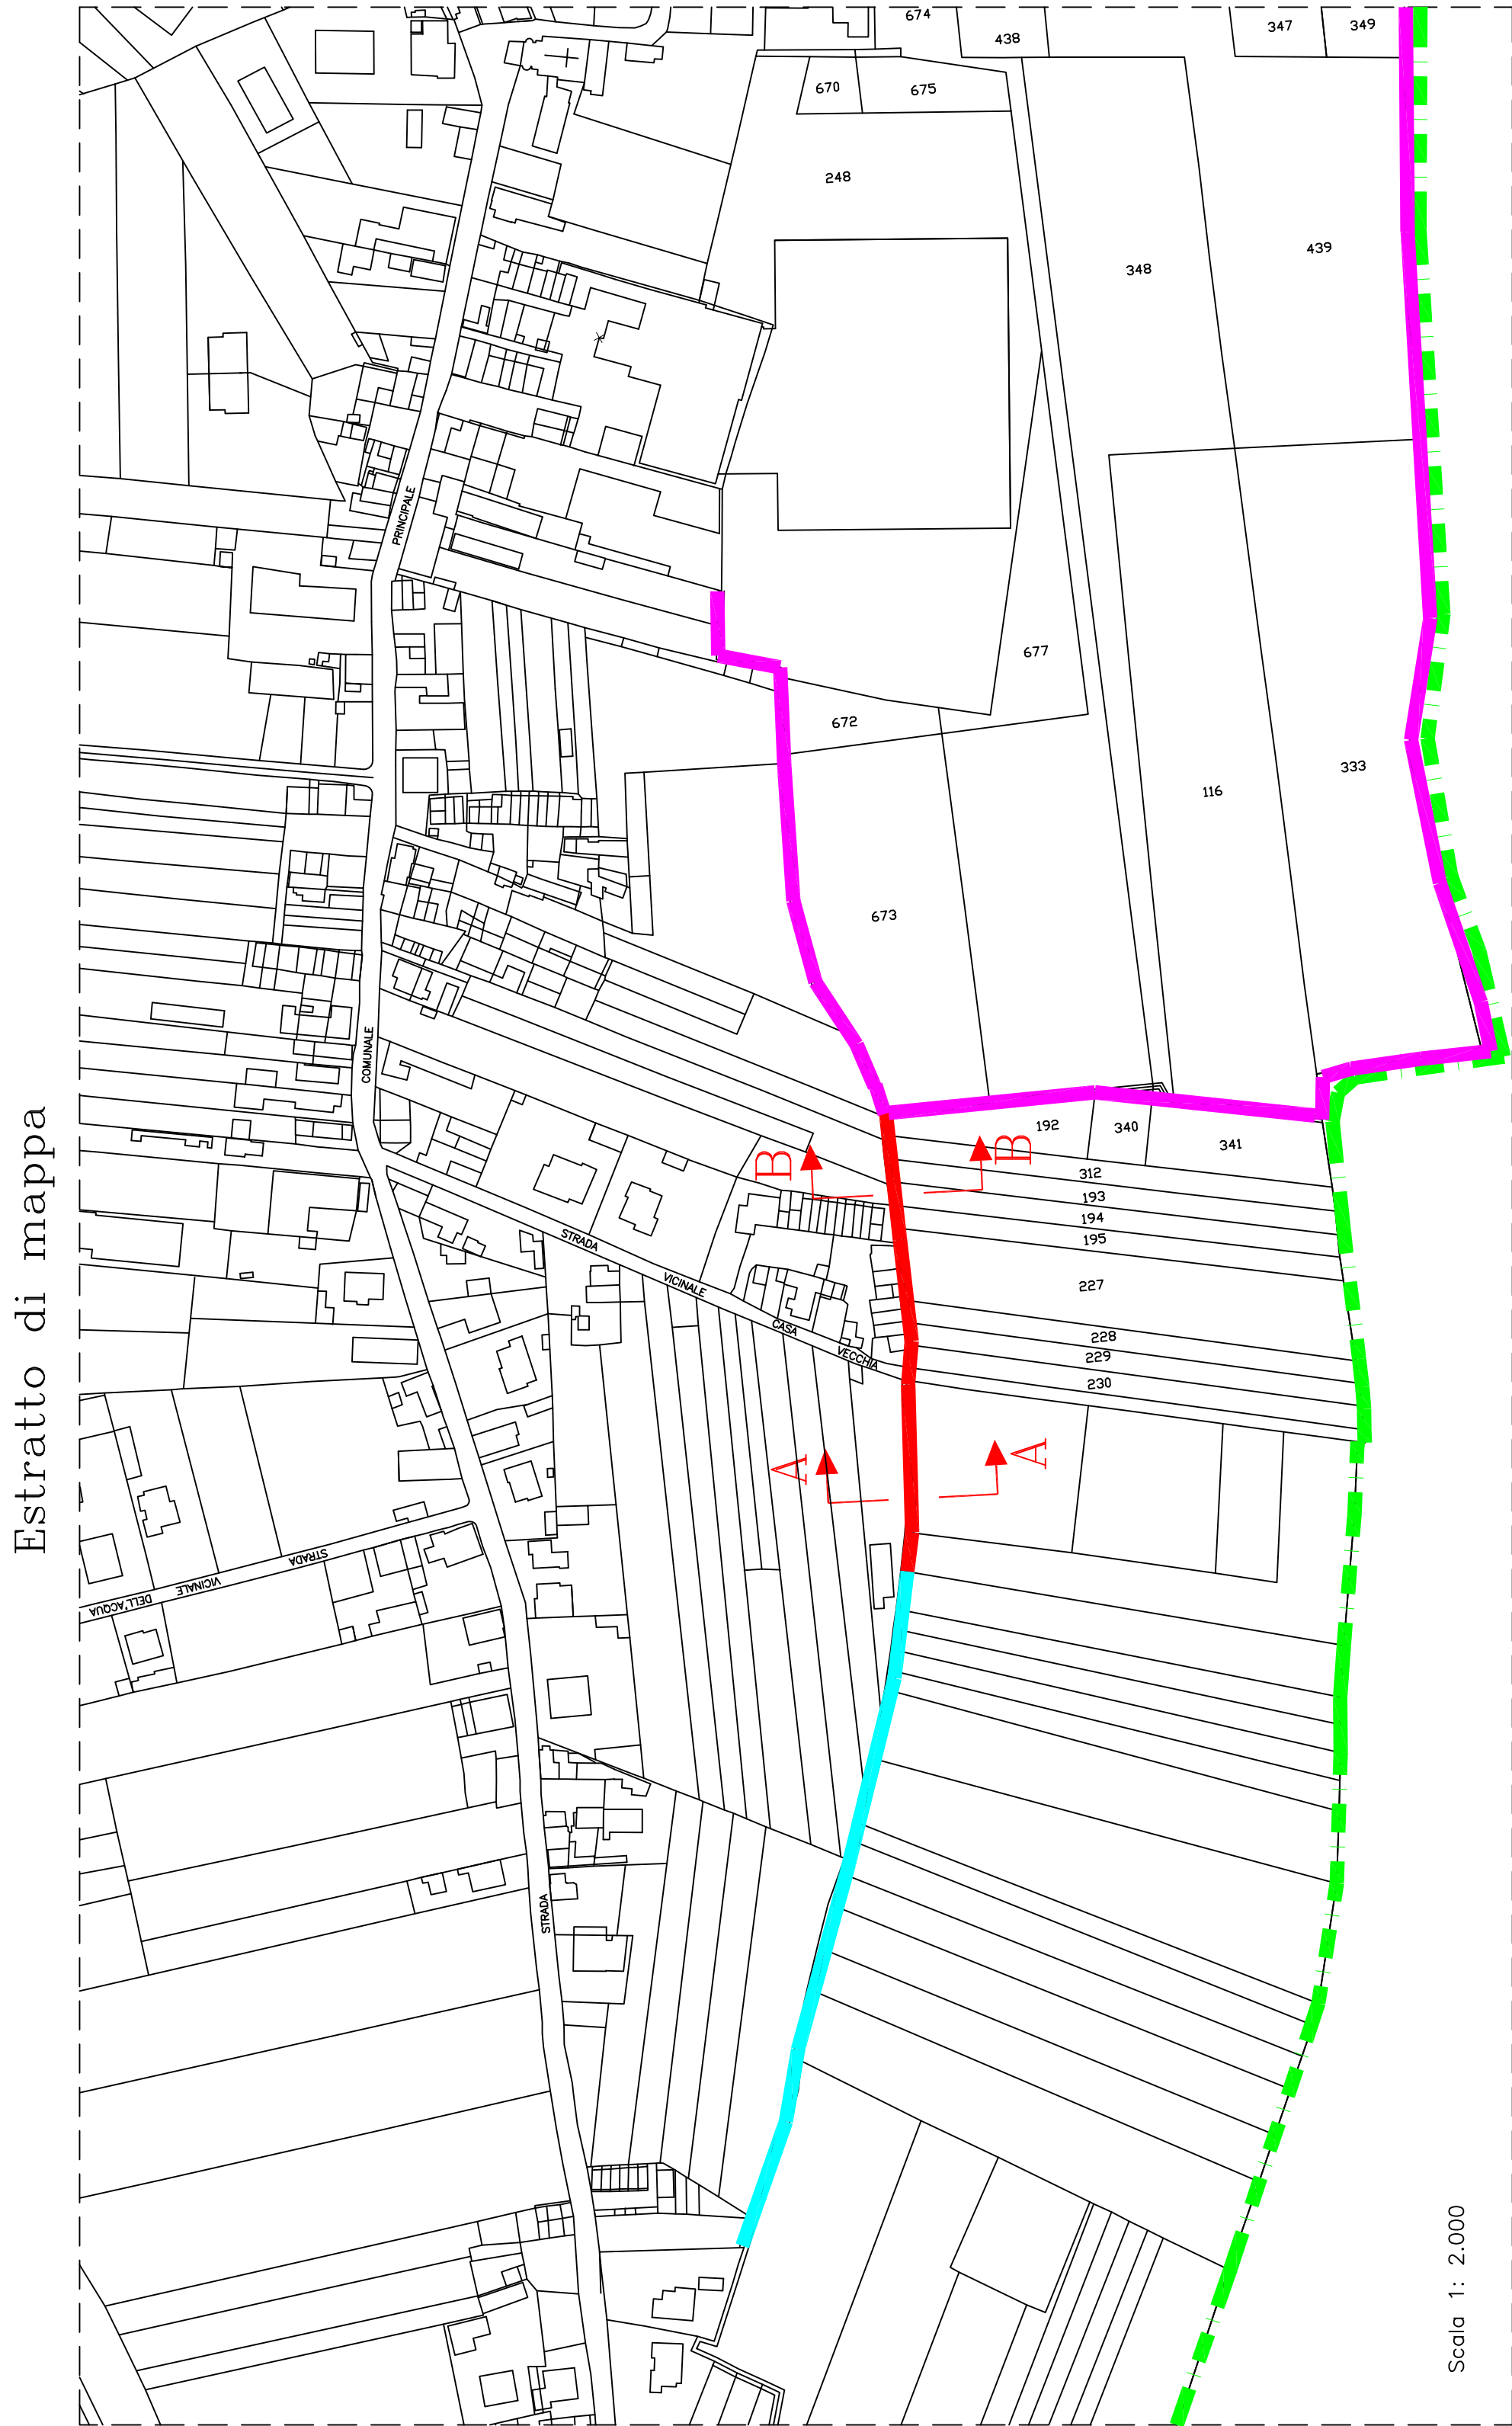 Estratto di mappa
674
438
347
349
670
675
248
348
439
PRINCIPALE
677
672
333
116
673
COMUNALE
192
340
341
B
B
312
193
194
195
STRADA
VICINALE
CASA
VECCHIA
227
228
229
230
A
A
STRADA
VICINALE
DELL'ACQUA
STRADA
Scala 1: 2.000